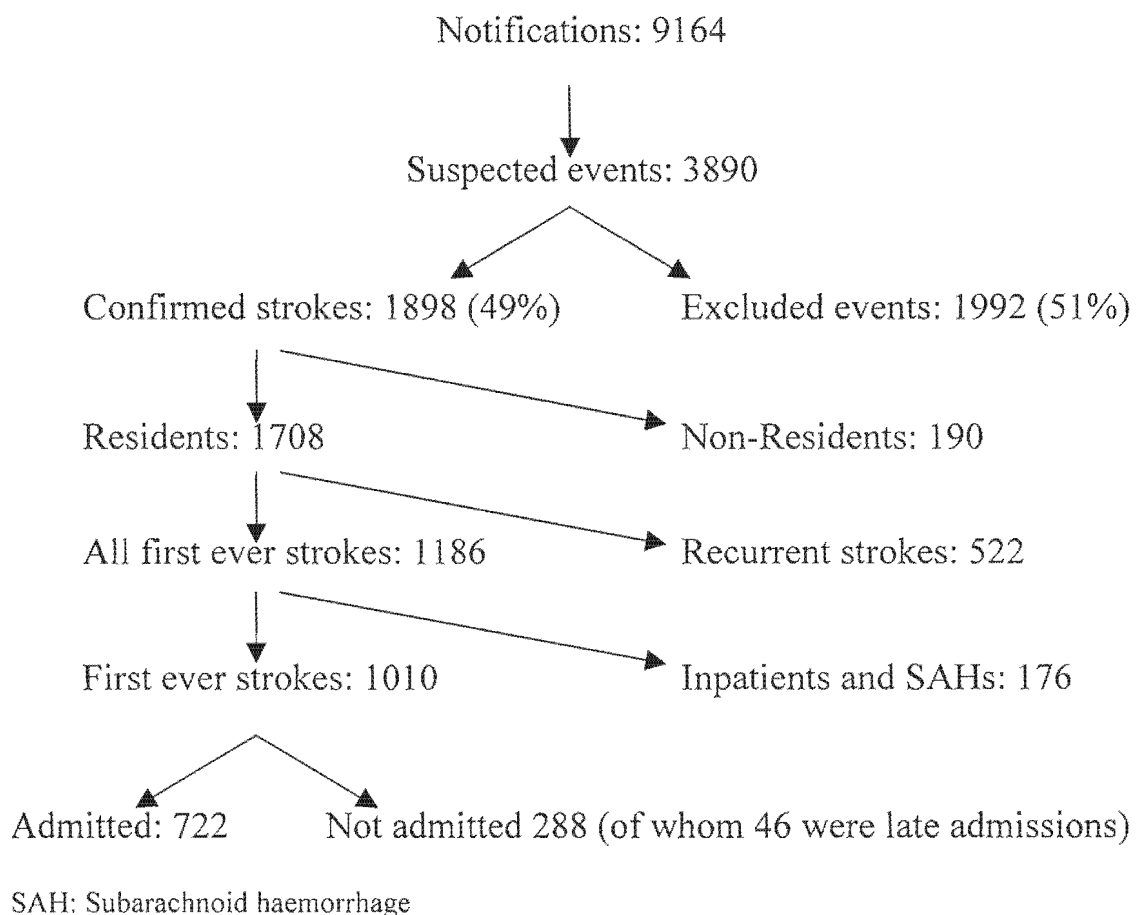 Notifications: 9164
Suspected events: 3890
Confirmed strokes: 1898 (49%) Excluded events: 1992 (51%)
Residents: 1708 Non-Residents: 190
All first ever strokes: 1186 Recurrent strokes: 522
First ever strokes: 1010 Inpatients and SAHs: 176
Admitted: 722 Not admitted 288 (of whom 46 were late admissions)
SAH: Subarachnoid haemorrhage